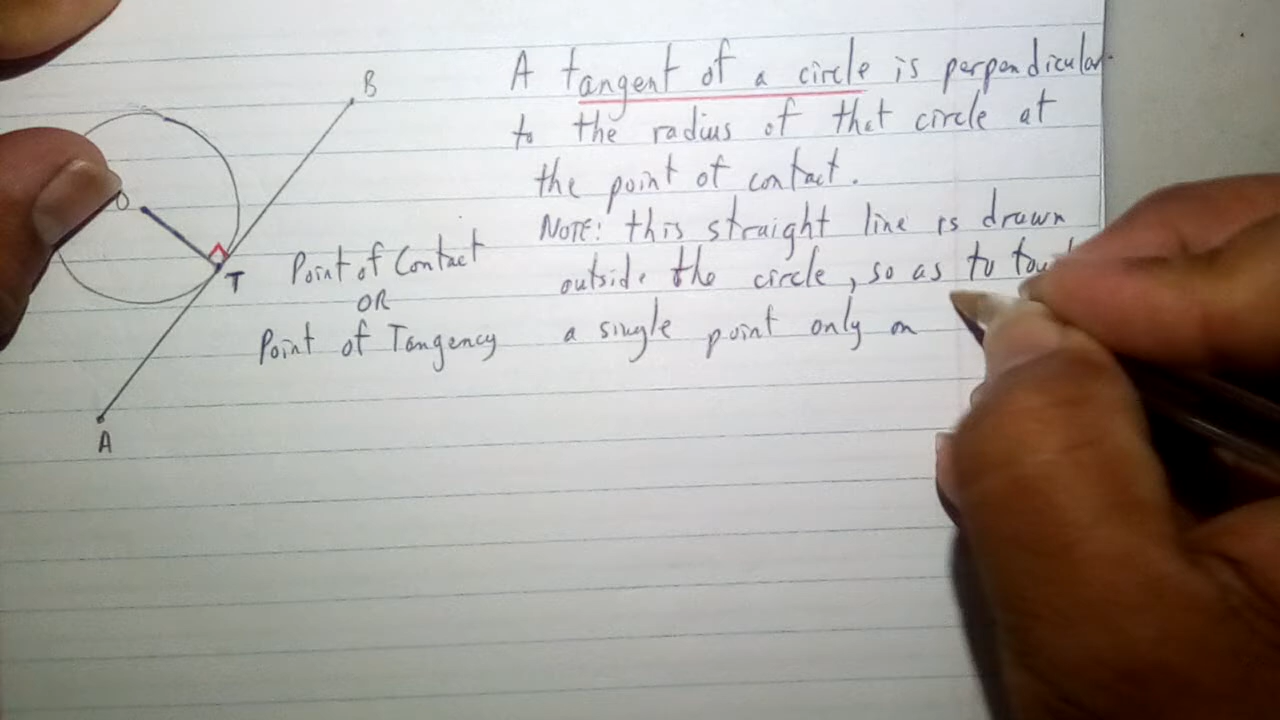 B
A tangent of a circle is perpendicular
to the radius of that circle at
the point of contact.
O
NOTE: this straight line is drawn
Point of Contact
T
outside the circle, so as to
OR
Point of Tangency
a single point only on
A